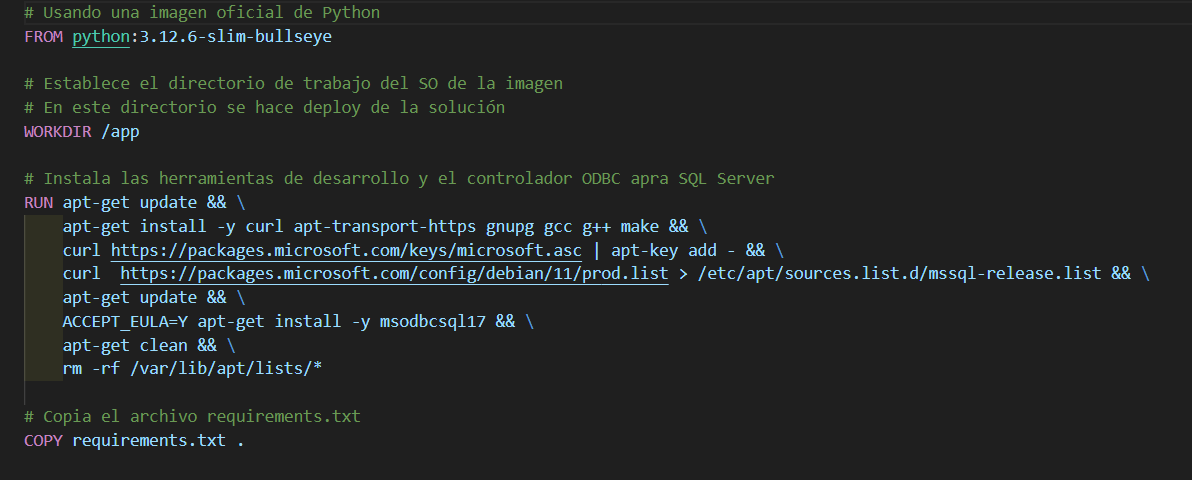 # Usando una imagen oficial de Python
FROM python:3.12.6-slim-bullseye
# Establece el directorio de trabajo del SO de la imagen
# En este directorio se hace deploy de la solución
WORKDIR /app
# Instala las herramientas de desarrollo y el controlador ODBC apra SQL Server
RUN apt-get update && \
apt-get install -y curl apt-transport-https gnupg gcc g++ make && \
curl https://packages.microsoft.com/keys/microsoft.asc | apt-key add - && \
curl  https://packages.microsoft.com/config/debian/11/prod.list > /etc/apt/sources.list.d/mssql-release.list && \
apt-get update && \
ACCEPT_EULA=Y apt-get install -y msodbcsql17 && \
apt-get clean && \
rm -rf /var/lib/apt/lists/*
# Copia el archivo requirements.txt
COPY requirements.txt .